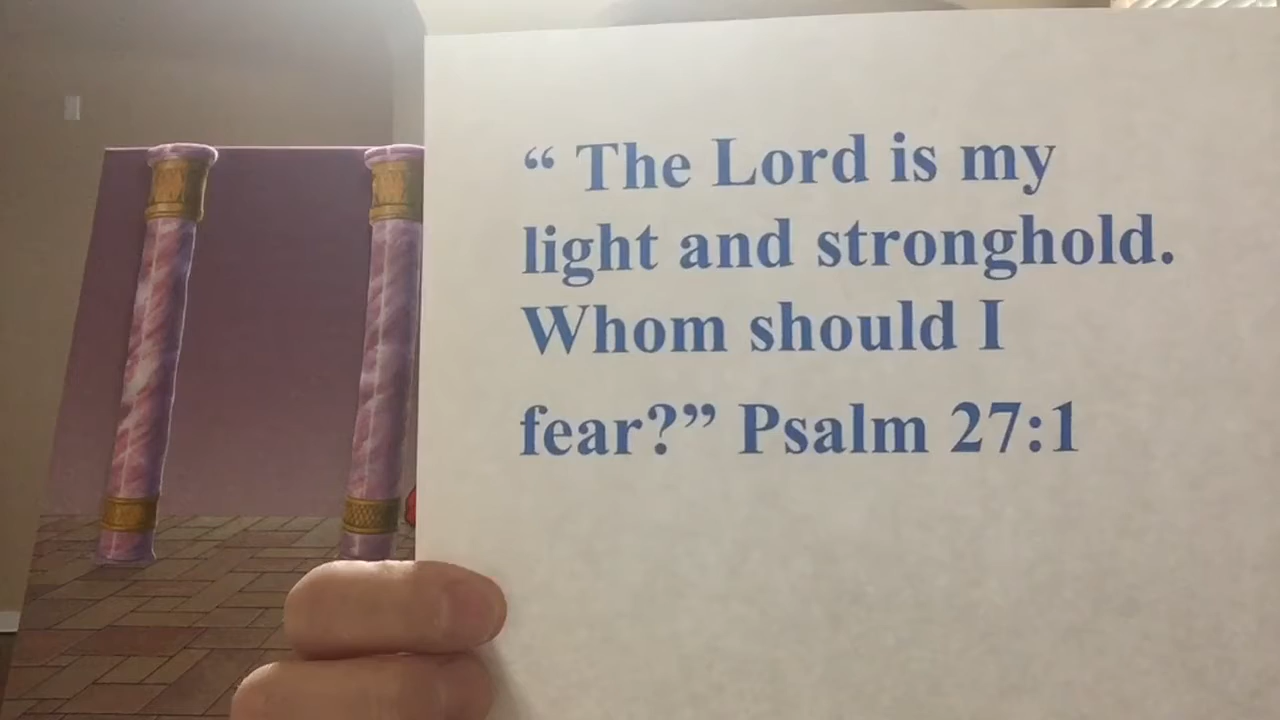 “ The Lord is my
light and stronghold.
Whom should I
fear?” Psalm 27:1